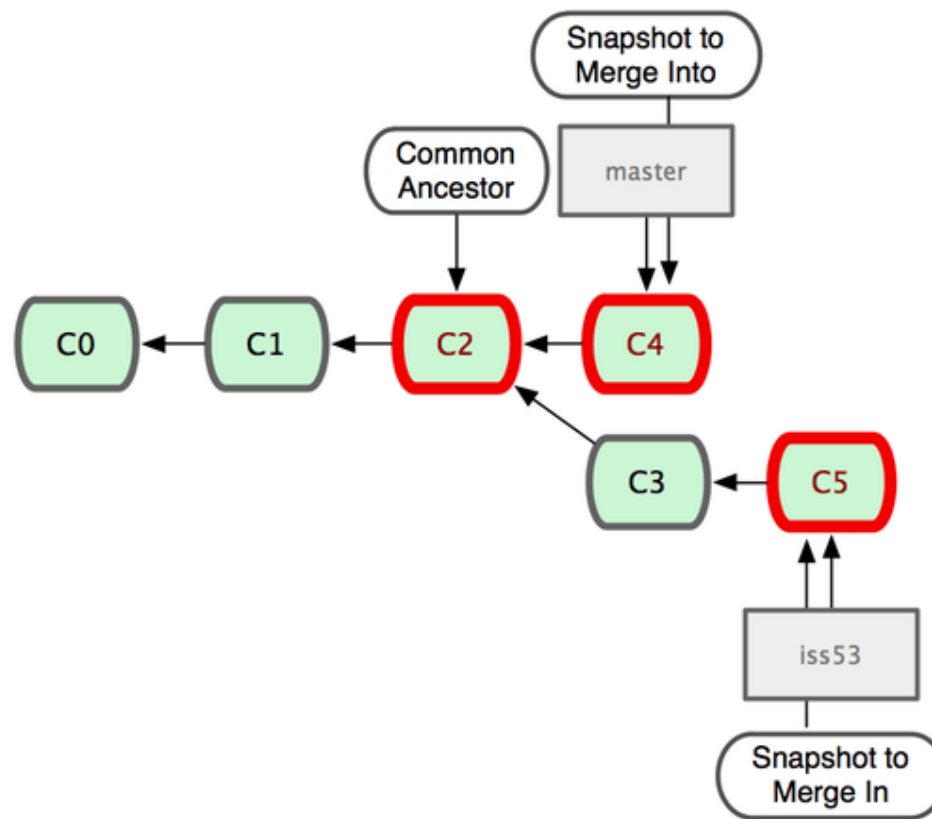 Snapshot to
Merge Into
Common
Ancestor
master
C0
C1
C2
C4
C3
C5
iss53
Snapshot to
Merge In